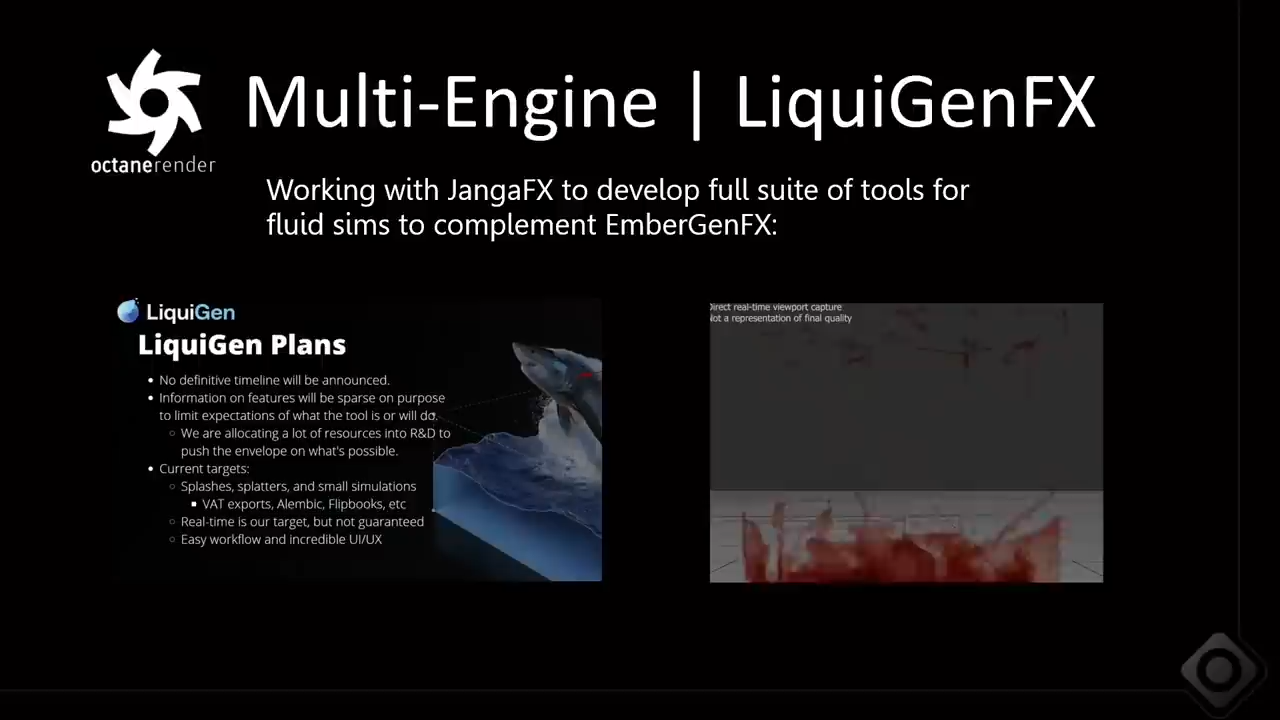 Multi-Engine | LiquiGenFX
octanerender
Working with JangaFX to develop full suite of tools for
fluid sims to complement EmberGenFX:
LiquiGen
LiquiGen Plans
• No definitive timeline will be announced.
• Information on features will be sparse on purpose
to limit expectations of what the tool is or will do.
○ We are allocating a lot of resources into R&D to
push the envelope on what's possible.
• Current targets:
○ Splashes, splatters, and small simulations
▪ VAT exports, Alembic, Flipbooks, etc
○ Real-time is our target, but not guaranteed
○ Easy workflow and incredible UI/UX
Direct real-time viewport capture
Not a representation of final quality